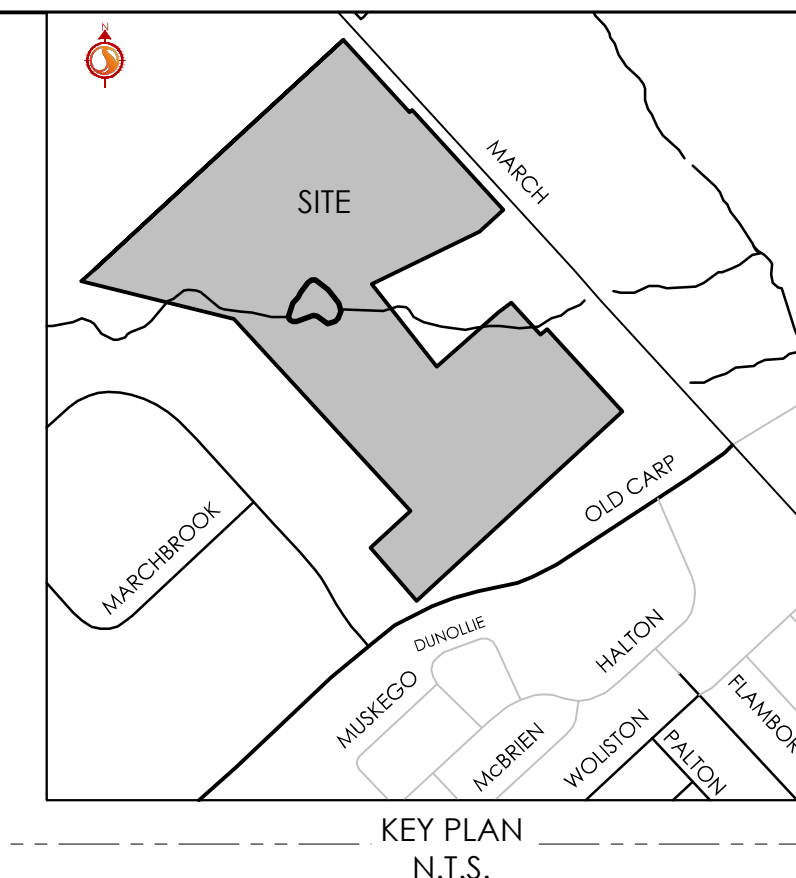 N
MARCH
SITE
OLD CARP
MARCHBROOK
DUNOLLIE
HALTON
MUSKEGO
FLAMBOR
WOLISTON
McBRIEN
PALTON
KEY PLAN
N.T.S.